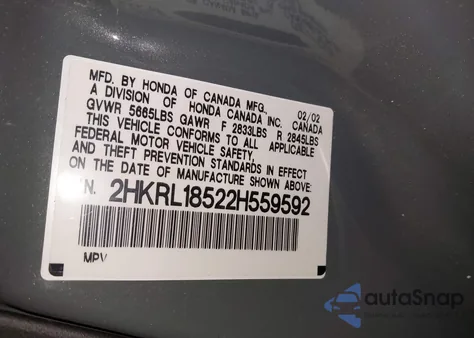 MFD. BY HONDA OF CANADA MFG. 02/02
A DIVISION OF HONDA CANADA INC. CANADA
GVWR 5665LBS GAWR F 2833LBS R 2845LBS
THIS VEHICLE CONFORMS TO ALL APPLICABLE
FEDERAL MOTOR VEHICLE SAFETY,
AND THEFT PREVENTION STANDARDS IN EFFECT
ON THE DATE OF MANUFACTURE SHOWN ABOVE.
2HKRL18522H559592
MPV
autoSnap